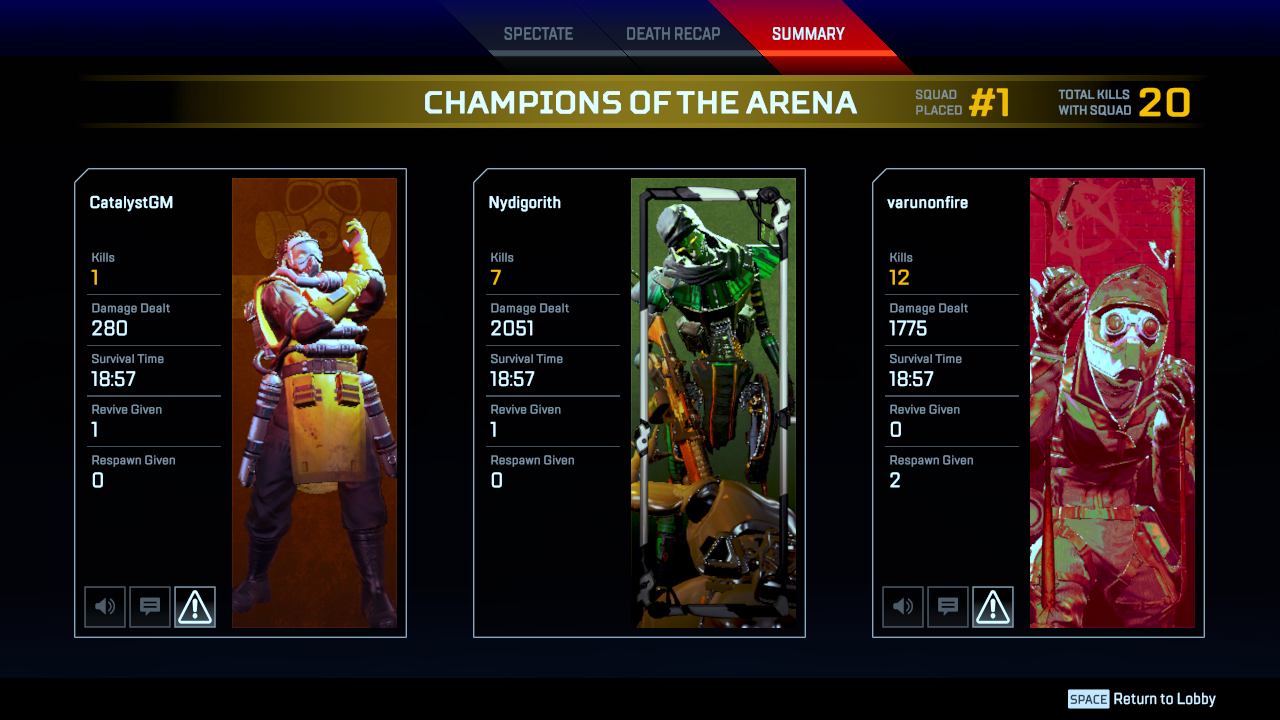 SPECTATE
DEATH RECAP
SUMMARY
CHAMPIONS OF THE ARENA
SQUAD
PLACED
#1
TOTAL KILLS
WITH SQUAD
20
CatalystGM
Kills
1
Damage Dealt
280
Survival Time
18:57
Revive Given
1
Respawn Given
0
Nydigorith
Kills
7
Damage Dealt
2051
Survival Time
18:57
Revive Given
1
Respawn Given
0
varunonfire
Kills
12
Damage Dealt
1775
Survival Time
18:57
Revive Given
0
Respawn Given
2
SPACE Return to Lobby